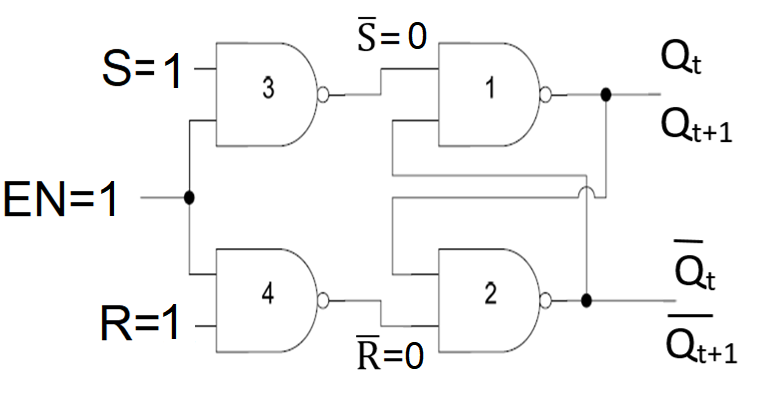 S=1
EN=1
R=1
3
4
S̅=0
R̅=0
1
2
Qt
Qt+1
Q̅t
Q̅t+1